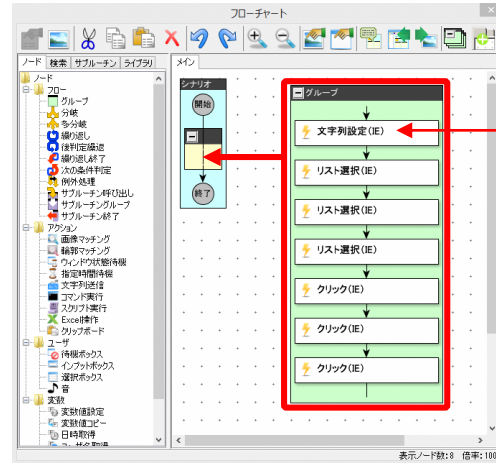 フローチャート
ノード 検索 サブルーチン ライブラリ
ノード
フロー
グループ
分岐
多分岐
繰り返し
後判定繰返
繰り返し終了
次の条件判定
例外処理
サブルーチン呼び出し
サブルーチングループ
サブルーチン終了
アクション
画像マッチング
輪郭マッチング
ウィンドウ状態待機
指定時間待機
文字列送信
コマンド実行
スクリプト実行
Excel操作
クリップボード
ユーザ
待機ボックス
インプットボックス
選択ボックス
音
変数
変数値設定
変数値コピー
日時取得
メイン
シナリオ
開始
終了
グループ
文字列設定(IE)
リスト選択(IE)
リスト選択(IE)
リスト選択(IE)
クリック(IE)
クリック(IE)
クリック(IE)
表示ノード数:8 倍率:100